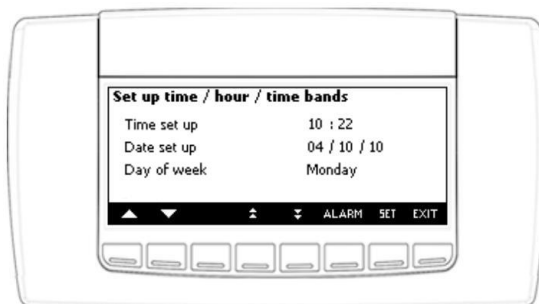 Set up time / hour / time bands
Time set up 10 : 22
Date set up 04 / 10 / 10
Day of week Monday
ALARM SET EXIT